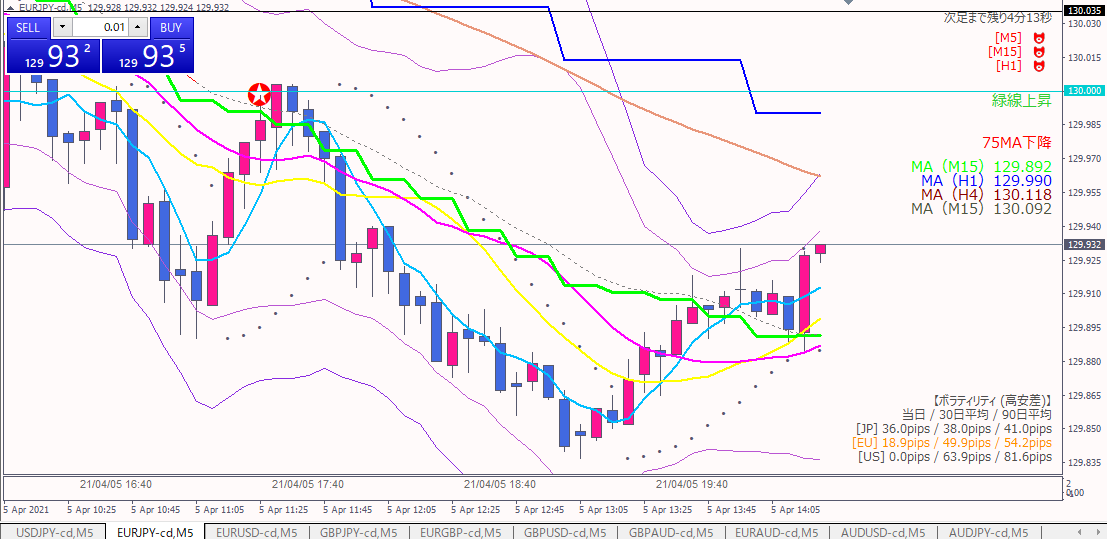 EURJPY-cd,M5 129.928 129.932 129.924 129.932
SELL 0.01 BUY
129 93 2 129 93 5
次足まで残り4分13秒
[M5]
[M15]
[H1]
緑線上昇
75MA下降
MA（M15）129.892
MA（H1）129.990
MA（H4）130.118
MA（M15）130.092
130.035
130.030
130.015
130.000
129.985
129.970
129.955
129.940
129.932
129.925
129.910
129.895
129.880
129.865
129.850
129.835
【ボラティリティ (高安差)】
当日 / 30日平均 / 90日平均
[JP] 36.0pips / 38.0pips / 41.0pips
[EU] 18.9pips / 49.9pips / 54.2pips
[US] 0.0pips / 63.9pips / 81.6pips
21/04/05 16:40 21/04/05 17:40 21/04/05 18:40 21/04/05 19:40
5 Apr 2021 5 Apr 10:25 5 Apr 10:45 5 Apr 11:05 5 Apr 11:25 5 Apr 11:45 5 Apr 12:05 5 Apr 12:25 5 Apr 12:45 5 Apr 13:05 5 Apr 13:25 5 Apr 13:45 5 Apr 14:05
USDJPY-cd,M5 EURJPY-cd,M5 EURUSD-cd,M5 GBPJPY-cd,M5 EURGBP-cd,M5 GBPUSD-cd,M5 GBPAUD-cd,M5 EURAUD-cd,M5 AUDUSD-cd,M5 AUDJPY-cd,M5